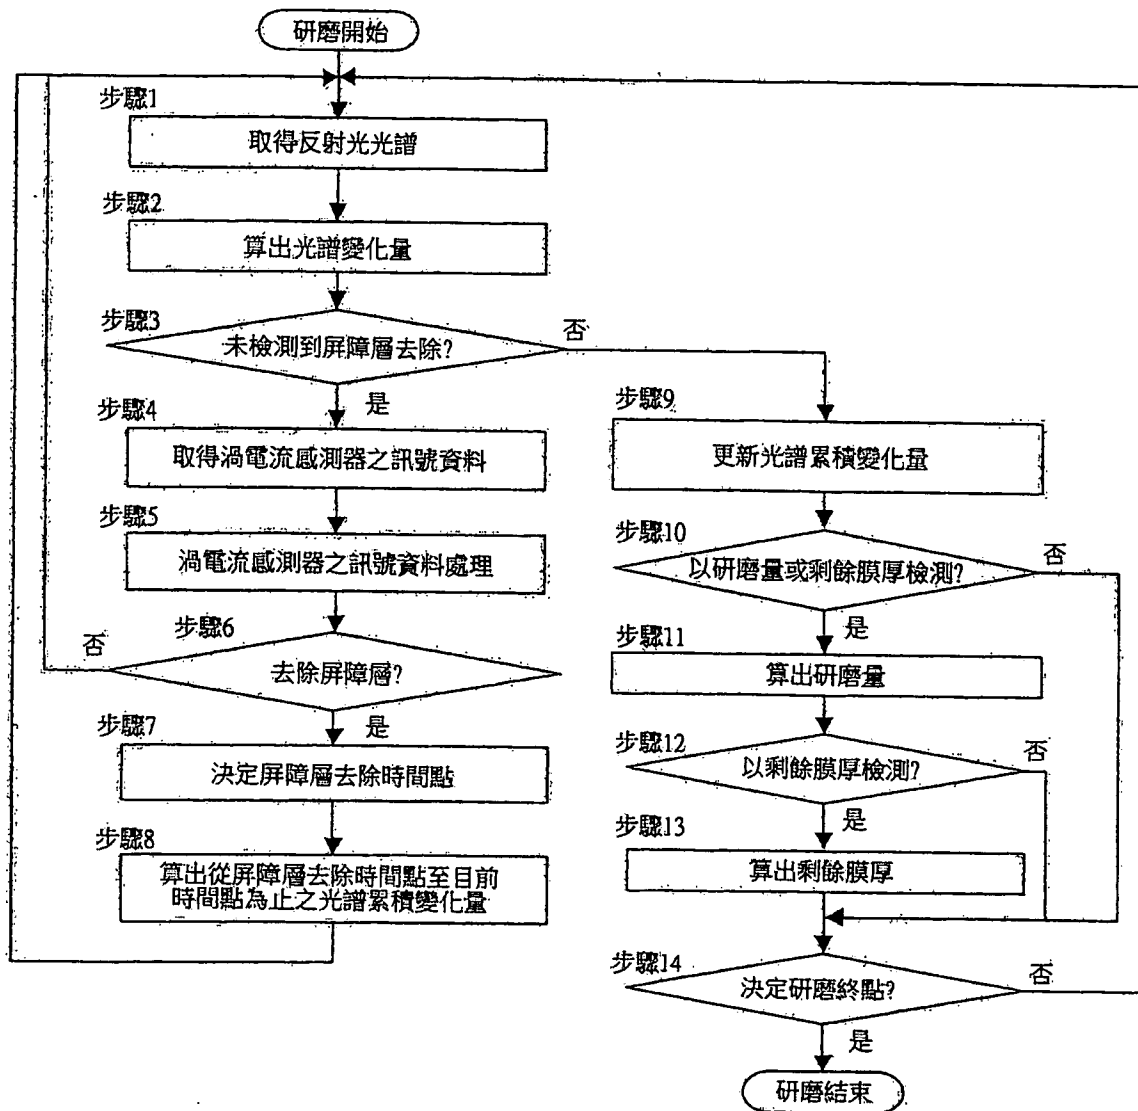 研磨開始
步驟1
取得反射光光譜
步驟2
算出光譜變化量
步驟3
未檢測到屏障層去除?
否
是
步驟4
取得渦電流感測器之訊號資料
步驟5
渦電流感測器之訊號資料處理
步驟6
去除屏障層?
否
是
步驟7
決定屏障層去除時間點
步驟8
算出從屏障層去除時間點至目前
時間點為止之光譜累積變化量
步驟9
更新光譜累積變化量
步驟10
以研磨量或剩餘膜厚檢測?
否
是
步驟11
算出研磨量
步驟12
以剩餘膜厚檢測?
否
是
步驟13
算出剩餘膜厚
步驟14
決定研磨終點?
否
是
研磨結束